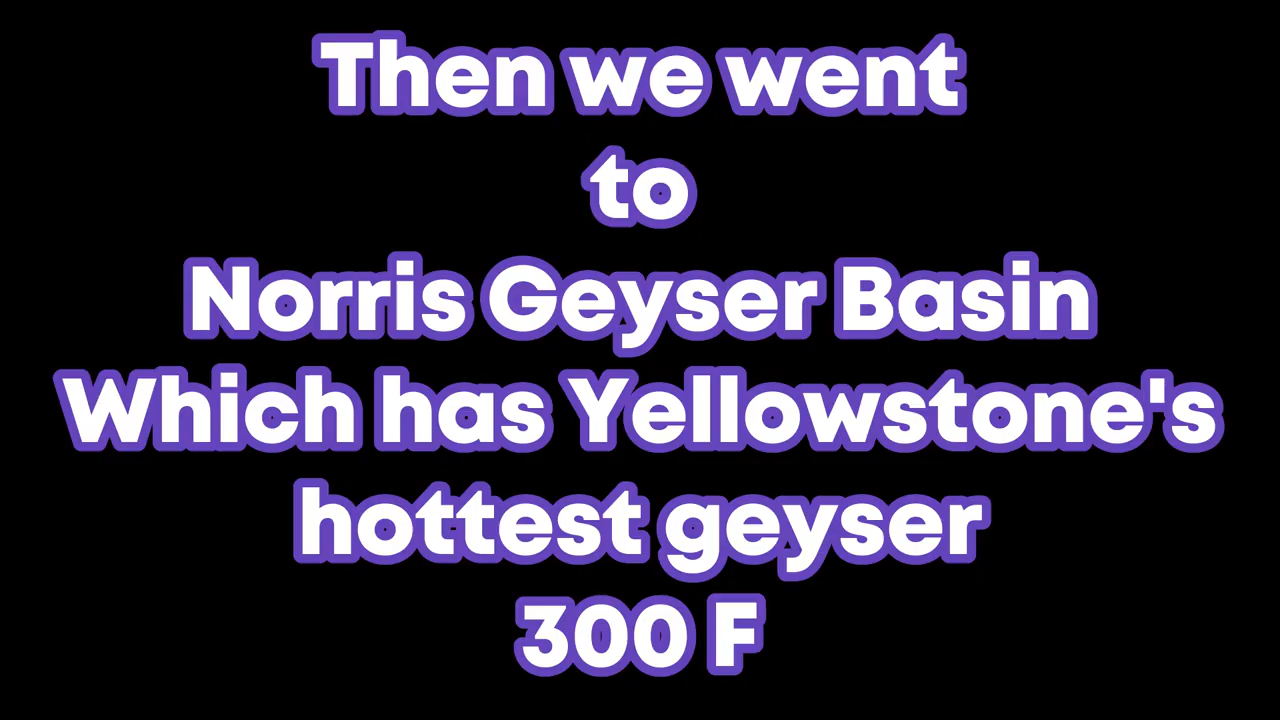 Then we went
to
Norris Geyser Basin
Which has Yellowstone's
hottest geyser
300 F